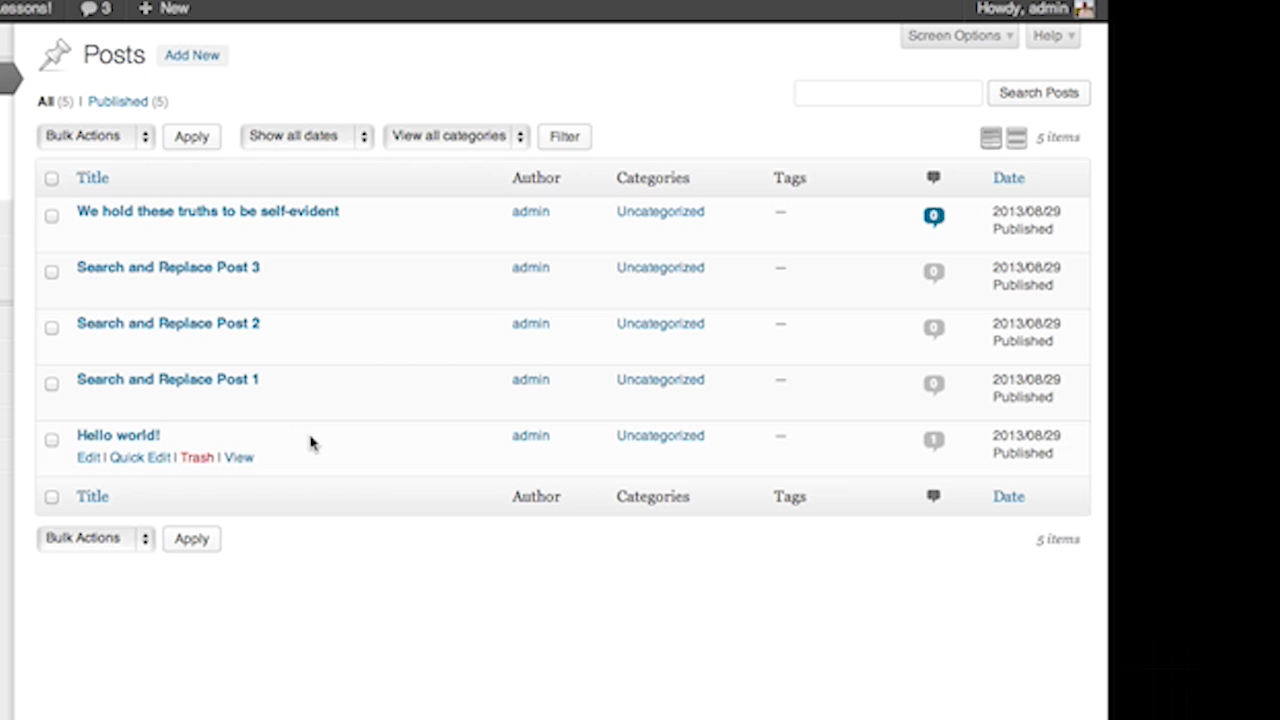 essons! 3 + New Howdy, admin
Screen Options Help
Posts Add New
All (5) | Published (5)
Search Posts
Bulk Actions Apply Show all dates View all categories Filter 5 items
Title Author Categories Tags Date
We hold these truths to be self-evident admin Uncategorized — 0 2013/08/29
Published
Search and Replace Post 3 admin Uncategorized — 0 2013/08/29
Published
Search and Replace Post 2 admin Uncategorized — 0 2013/08/29
Published
Search and Replace Post 1 admin Uncategorized — 0 2013/08/29
Published
Hello world! admin Uncategorized — 1 2013/08/29
Edit | Quick Edit | Trash | View Published
Title Author Categories Tags Date
Bulk Actions Apply 5 items